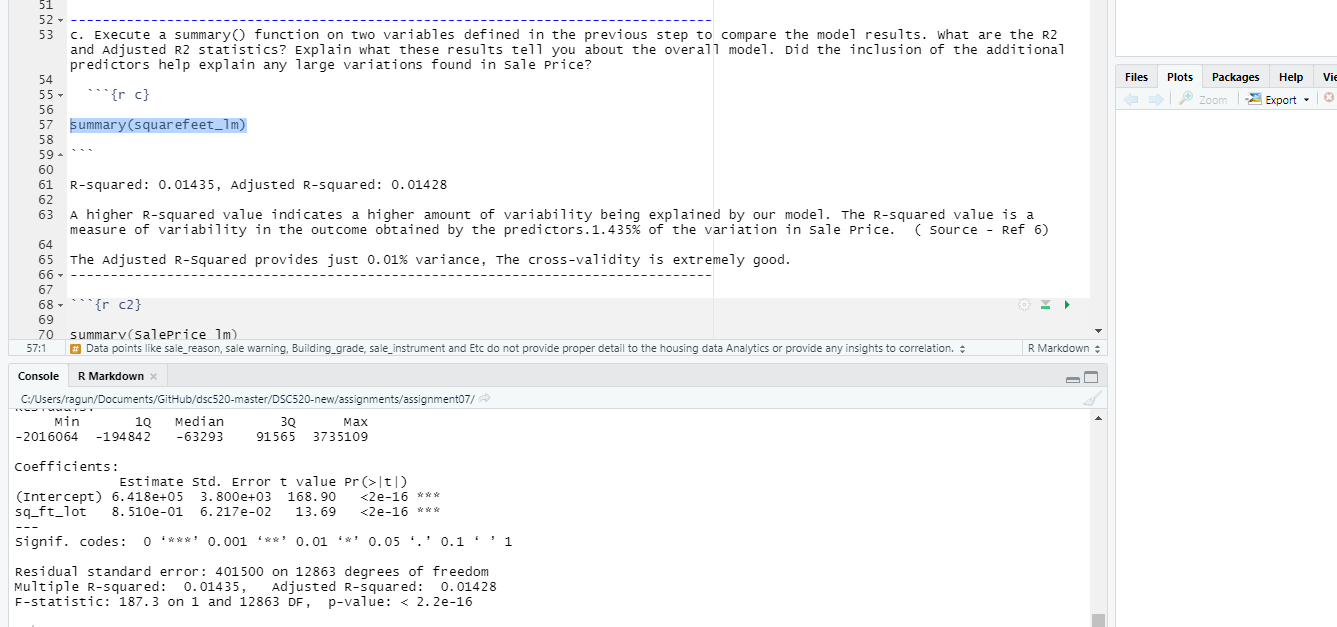 51
52 --------------------------------------------------------------------------------
53 c. Execute a summary() function on two variables defined in the previous step to compare the model results. What are the R2
and Adjusted R2 statistics? Explain what these results tell you about the overall model. Did the inclusion of the additional
predictors help explain any large variations found in Sale Price?
54
55 ```{r c}
56
57 summary(squarefeet_lm)
58
59 ```
60
61 R-squared: 0.01435, Adjusted R-squared: 0.01428
62
63 A higher R-squared value indicates a higher amount of variability being explained by our model. The R-squared value is a
measure of variability in the outcome obtained by the predictors.1.435% of the variation in Sale Price.  ( Source - Ref 6)
64
65 The Adjusted R-Squared provides just 0.01% variance, The cross-validity is extremely good.
66 --------------------------------------------------------------------------------
67
68 ```{r c2}
69
70 summary(SalePrice_lm)
57:1 # Data points like sale_reason, sale warning, Building_grade, sale_instrument and Etc do not provide proper detail to the housing data Analytics or provide any insights to correlation. R Markdown
Files Plots Packages Help
Zoom Export
Console R Markdown ×
C:/Users/ragun/Documents/GitHub/dsc520-master/DSC520-new/assignments/assignment07/
Residuals:
Min 1Q Median 3Q Max
-2016064 -194842 -63293 91565 3735109
Coefficients:
Estimate Std. Error t value Pr(>|t|)
(Intercept) 6.418e+05 3.800e+03 168.90 <2e-16 ***
sq_ft_lot 8.510e-01 6.217e-02 13.69 <2e-16 ***
---
Signif. codes:  0 ‘***’ 0.001 ‘**’ 0.01 ‘*’ 0.05 ‘.’ 0.1 ‘ ’ 1
Residual standard error: 401500 on 12863 degrees of freedom
Multiple R-squared:  0.01435,	Adjusted R-squared:  0.01428
F-statistic: 187.3 on 1 and 12863 DF,  p-value: < 2.2e-16